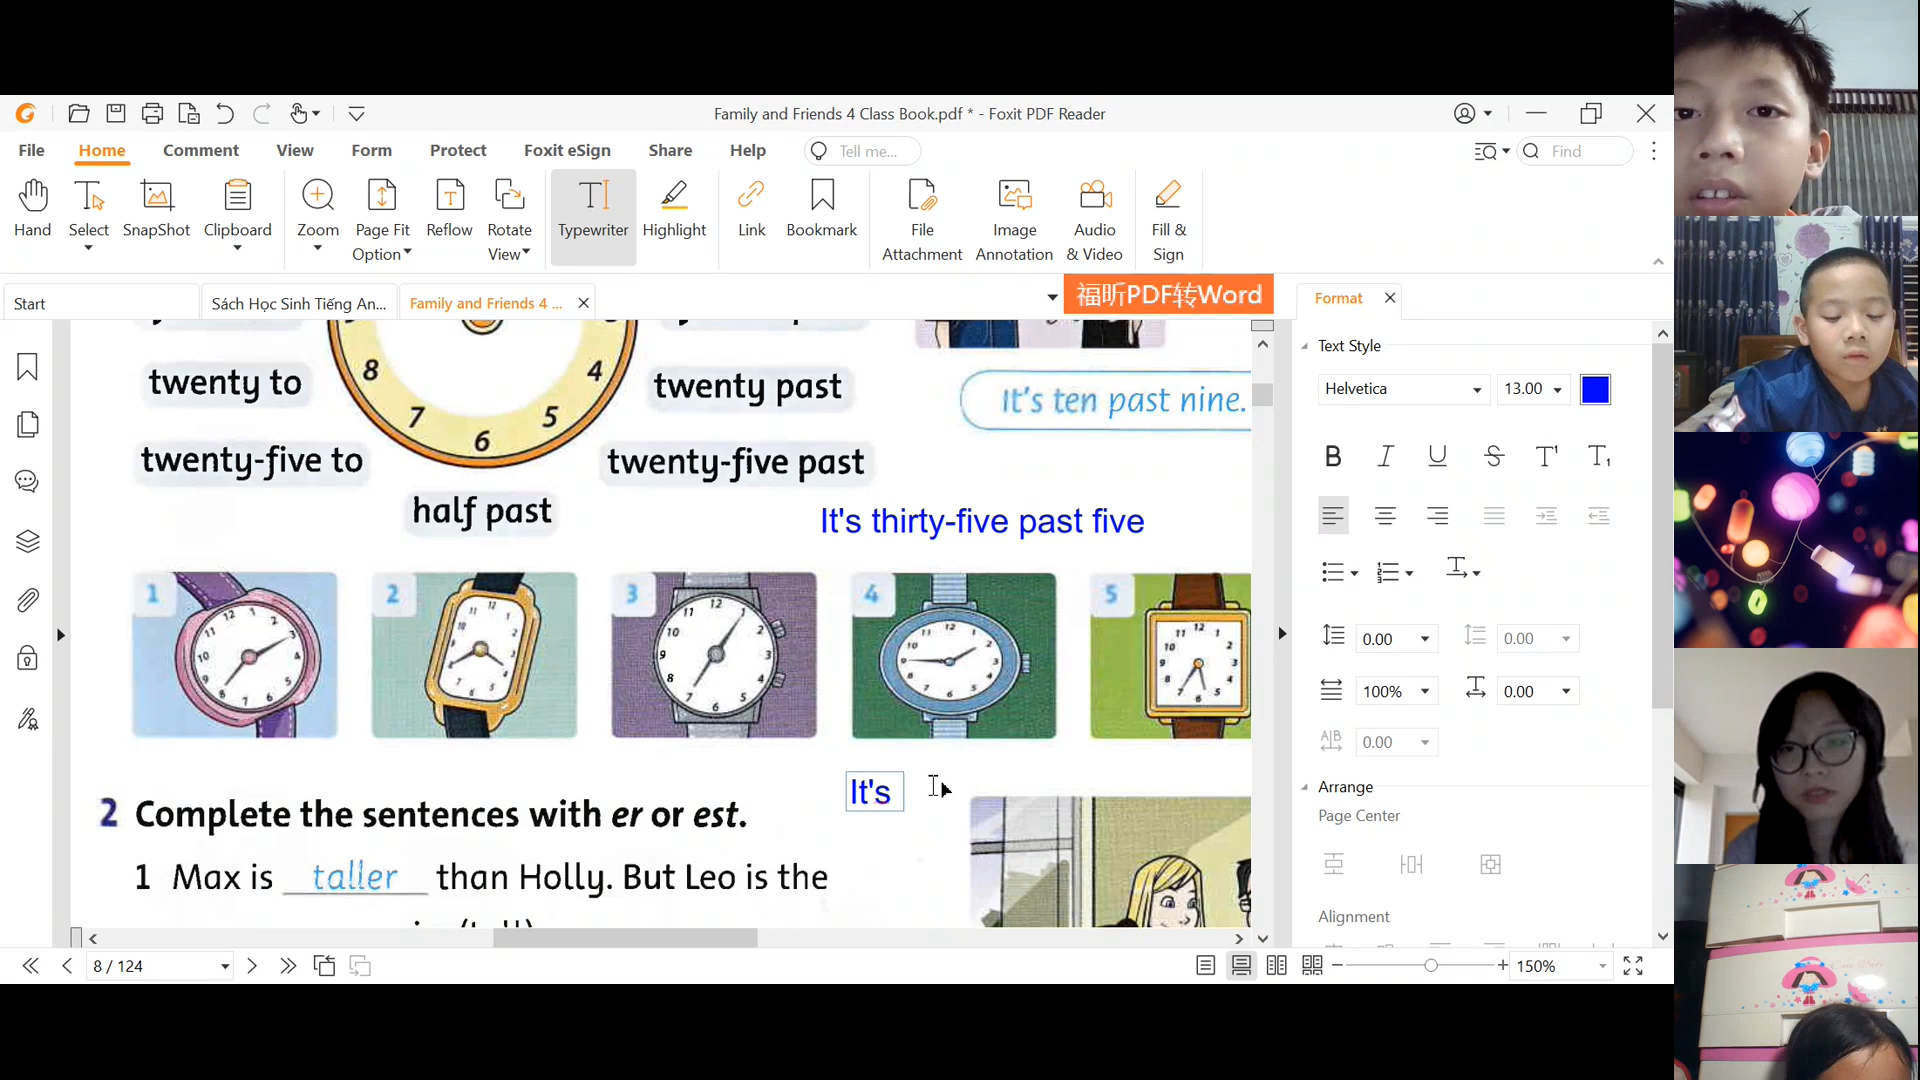 Family and Friends 4 Class Book.pdf * - Foxit PDF Reader
File Home Comment View Form Protect Foxit eSign Share Help Tell me... Find
Hand Select SnapShot Clipboard Zoom Page Fit Option Reflow Rotate View Typewriter Highlight Link Bookmark File Attachment Image Annotation Audio & Video Fill & Sign
Start Sách Học Sinh Tiếng An... Family and Friends 4 ... 福昕PDF转Word Format
Text Style
Helvetica 13.00
0.00 0.00
100% 0.00
0.00
Arrange
Page Center
Alignment
8 4
7 5
6
twenty to
twenty past
It's ten past nine.
twenty-five to
twenty-five past
half past
It's thirty-five past five
1 2 3 4 5
It's
2 Complete the sentences with er or est.
1 Max is taller than Holly. But Leo is the
8 / 124
150%